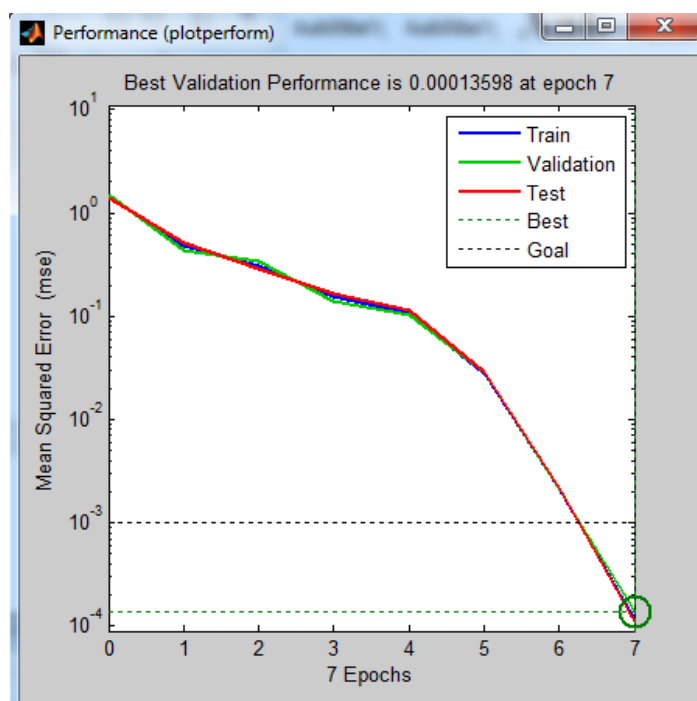 Performance (plotperform)
Best Validation Performance is 0.00013598 at epoch 7
Mean Squared Error (mse)
10^1
10^0
10^-1
10^-2
10^-3
10^-4
Train
Validation
Test
Best
Goal
0 1 2 3 4 5 6 7
7 Epochs